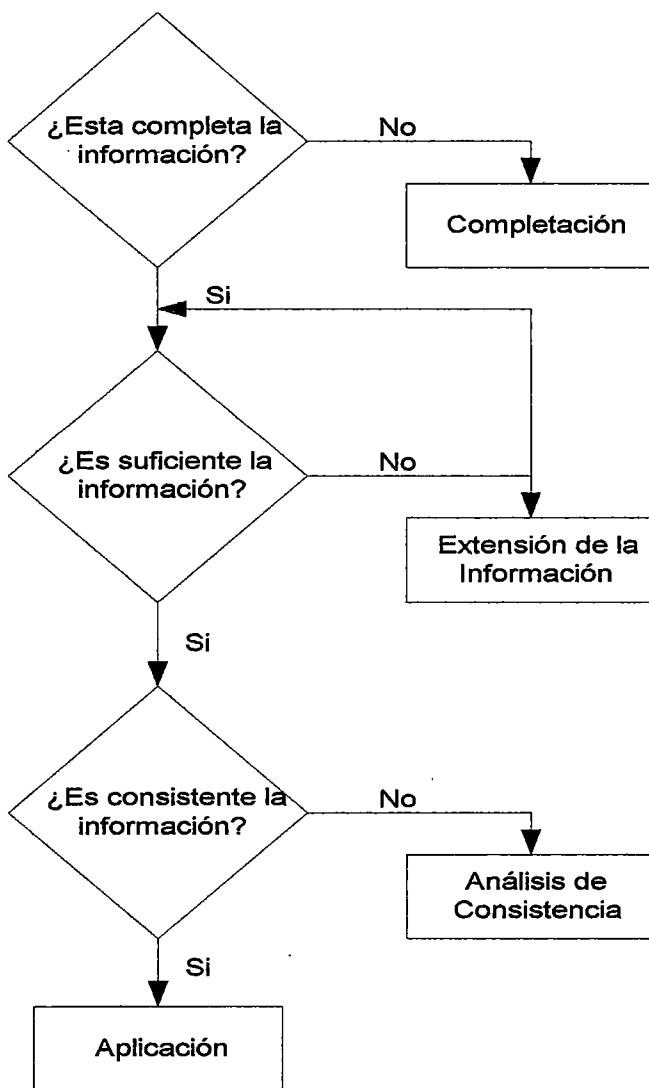 ¿Esta completa la
información?
No
Completación
Si
¿Es suficiente la
información?
No
Extensión de la
Información
Si
¿Es consistente la
información?
No
Análisis de
Consistencia
Si
Aplicación